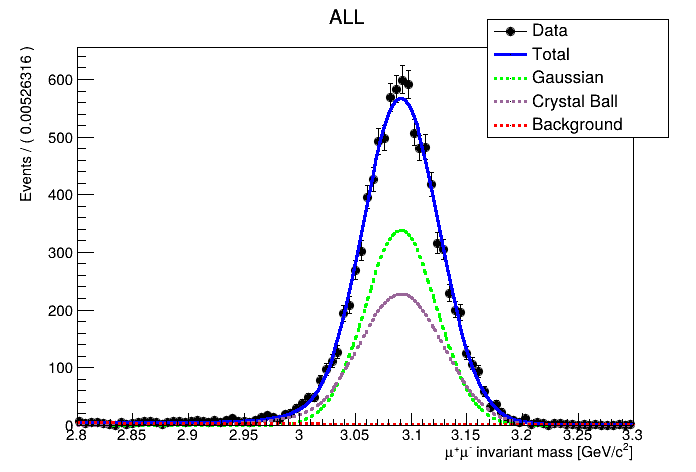 ALL
Data
Total
Gaussian
Crystal Ball
Background
Events / ( 0.00526316 )
600
500
400
300
200
100
0
2.8 2.85 2.9 2.95 3 3.05 3.1 3.15 3.2 3.25 3.3
μ⁺μ⁻ invariant mass [GeV/c²]